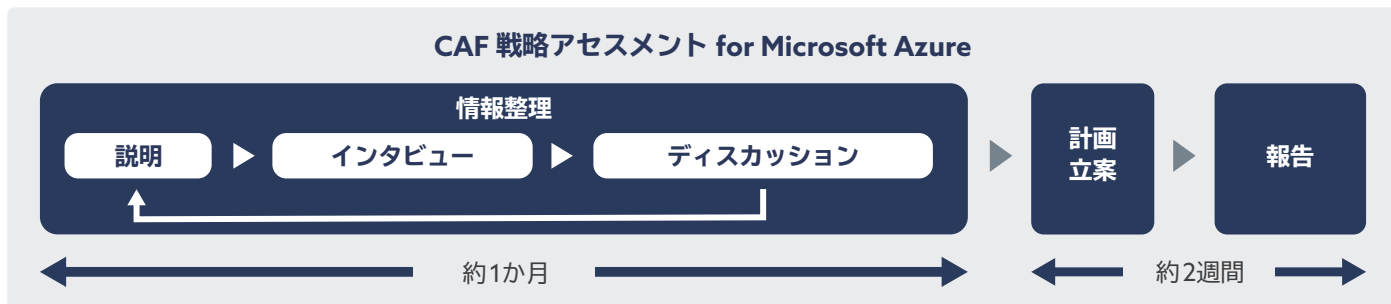 CAF 戦略アセスメント for Microsoft Azure
情報整理
説明
インタビュー
ディスカッション
計画
立案
報告
約1か月
約2週間